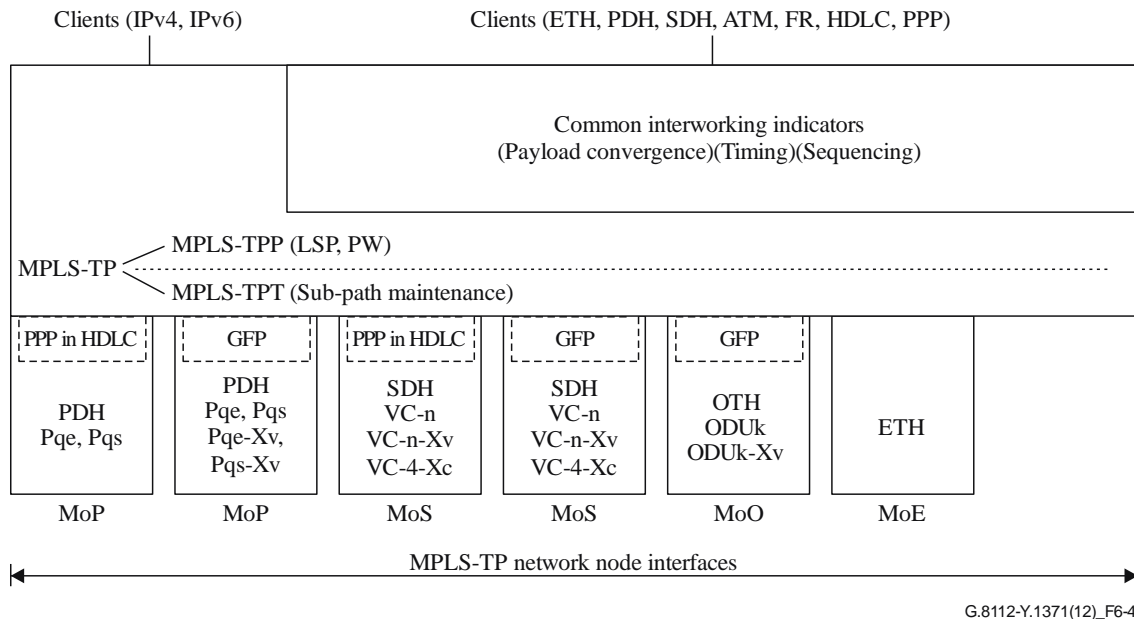 Clients (IPv4, IPv6)
Clients (ETH, PDH, SDH, ATM, FR, HDLC, PPP)
Common interworking indicators
(Payload convergence)(Timing)(Sequencing)
MPLS-TPP (LSP, PW)
MPLS-TP
MPLS-TPT (Sub-path maintenance)
PPP in HDLC
PDH
Pqe, Pqs
MoP
GFP
PDH
Pqe, Pqs
Pqe-Xv,
Pqs-Xv
MoP
PPP in HDLC
SDH
VC-n
VC-n-Xv
VC-4-Xc
MoS
GFP
SDH
VC-n
VC-n-Xv
VC-4-Xc
MoS
GFP
OTH
ODUk
ODUk-Xv
MoO
ETH
MoE
MPLS-TP network node interfaces
G.8112-Y.1371(12)_F6-4